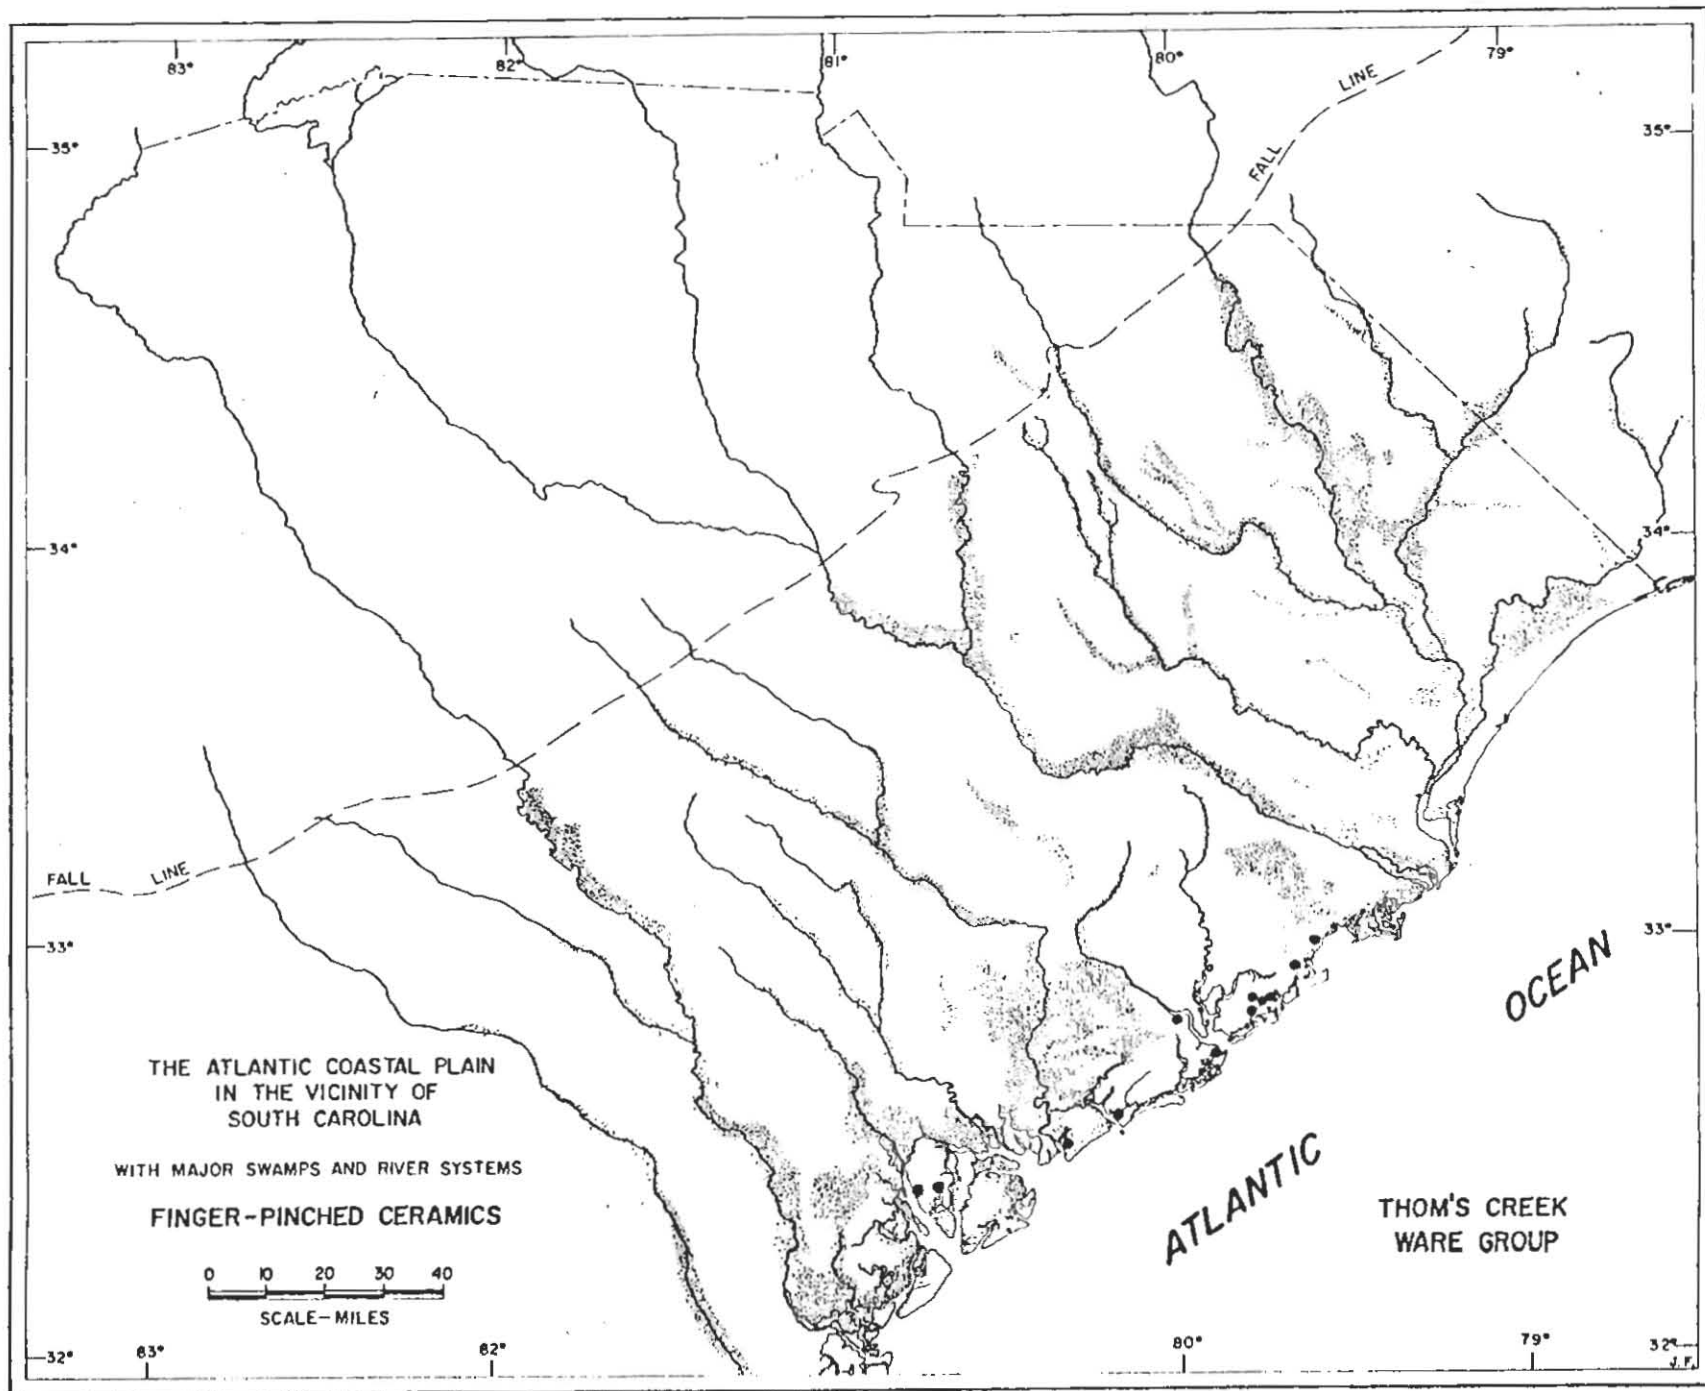 83° 82° 81° 80° 79°
LINE
FALL
35° 35°
34° 34°
FALL LINE
33° 33°
OCEAN
ATLANTIC
THE ATLANTIC COASTAL PLAIN
IN THE VICINITY OF
SOUTH CAROLINA
WITH MAJOR SWAMPS AND RIVER SYSTEMS
FINGER-PINCHED CERAMICS
0 10 20 30 40
SCALE-MILES
THOM'S CREEK
WARE GROUP
32° 83° 82° 80° 79° 32°
J.F.